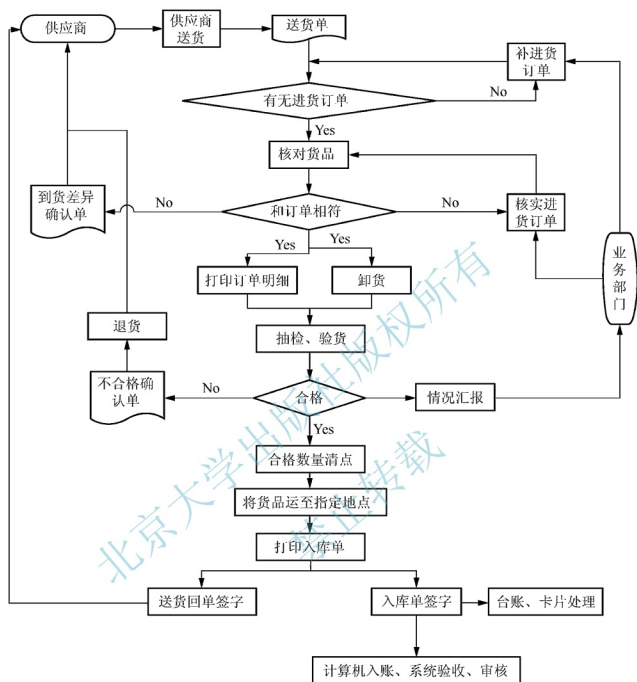 供应商
供应商
送货
送货单
补进货
订单
有无进货订单
No
Yes
核对货品
到货差异
确认单
No
和订单相符
No
核实进
货订单
Yes
Yes
业
务
部
门
打印订单明细
卸货
退货
抽检、验货
不合格确
认单
No
合格
情况汇报
Yes
合格数量清点
将货品运至指定地点
打印入库单
送货回单签字
入库单签字
台账、卡片处理
计算机入账、系统验收、审核
北京大学出版社版权所有
禁止转载